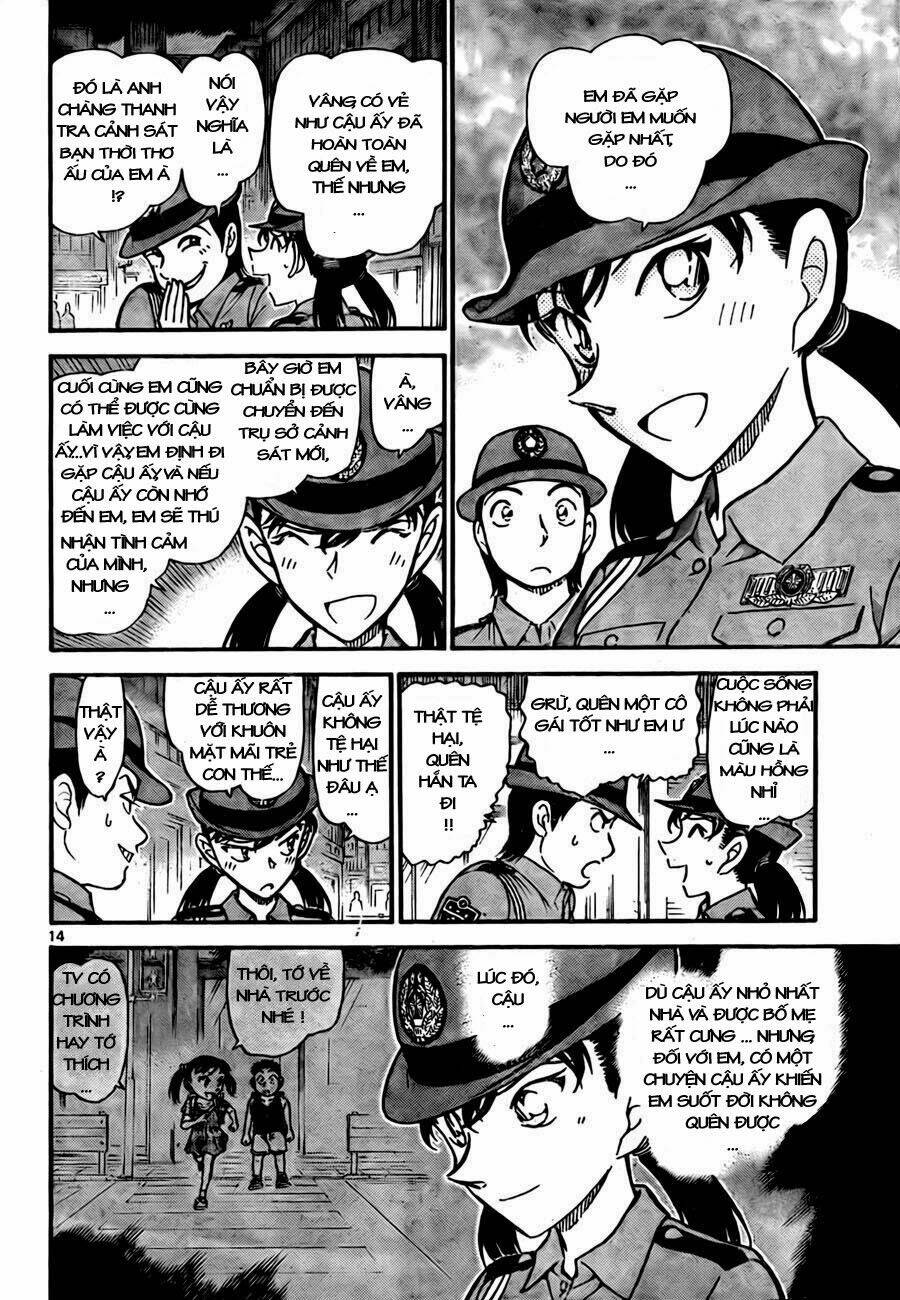 EM ĐÃ GẶP
NGƯỜI EM MUỐN
GẶP NHẤT,
DO ĐÓ
...
VÂNG CÓ VẺ
NHƯ CẬU ẤY ĐÃ
HOÀN TOÀN
QUÊN VỀ EM,
THẾ NHƯNG
...
NÓI
VẬY
NGHĨA
LÀ
...
ĐÓ LÀ ANH
CHÀNG THANH
TRA CẢNH SÁT
BẠN THỜI THƠ
ẤU CỦA EM À
!?
À,
VÂNG
...
BÂY GIỜ EM
CHUẨN BỊ ĐƯỢC
CHUYỂN ĐẾN
TRỤ SỞ CẢNH
SÁT MỚI,
CUỐI CÙNG EM CŨNG
CÓ THỂ ĐƯỢC CÙNG
LÀM VIỆC VỚI CẬU
ẤY...VÌ VẬY,EM ĐỊNH ĐI
GẶP CẬU ẤY,VÀ NẾU
CẬU ẤY CÒN NHỚ
ĐẾN EM, EM SẼ THÚ
NHẬN TÌNH CẢM
CỦA MÌNH,
NHƯNG
...
CUỘC SỐNG
KHÔNG PHẢI
LÚC NÀO
CŨNG LÀ
MÀU HỒNG
NHỈ
GRỪ, QUÊN MỘT CÔ
GÁI TỐT NHƯ EM Ư
...
THẬT TỆ
HẠI,
QUÊN
HẮN TA
ĐI
!!
CẬU ẤY
KHÔNG
TỆ HẠI
NHƯ THẾ
ĐÂU Ạ
...
CẬU ẤY RẤT
DỄ THƯƠNG
VỚI KHUÔN
MẶT MÃI TRẺ
CON THẾ...
THẬT
VẬY
À
?
14
DÙ CẬU ẤY NHỎ NHẤT
NHÀ VÀ ĐƯỢC BỐ MẸ
RẤT CƯNG ... NHƯNG,
ĐỐI VỚI EM, CÓ MỘT
CHUYỆN CẬU ẤY KHIẾN
EM SUỐT ĐỜI KHÔNG
QUÊN ĐƯỢC
...
LÚC ĐÓ,
CẬU
...
THÔI, TỚ VỀ
NHÀ TRƯỚC
NHÉ !
TV CÓ
CHƯƠNG
TRÌNH
HAY TỚ
THÍCH
...